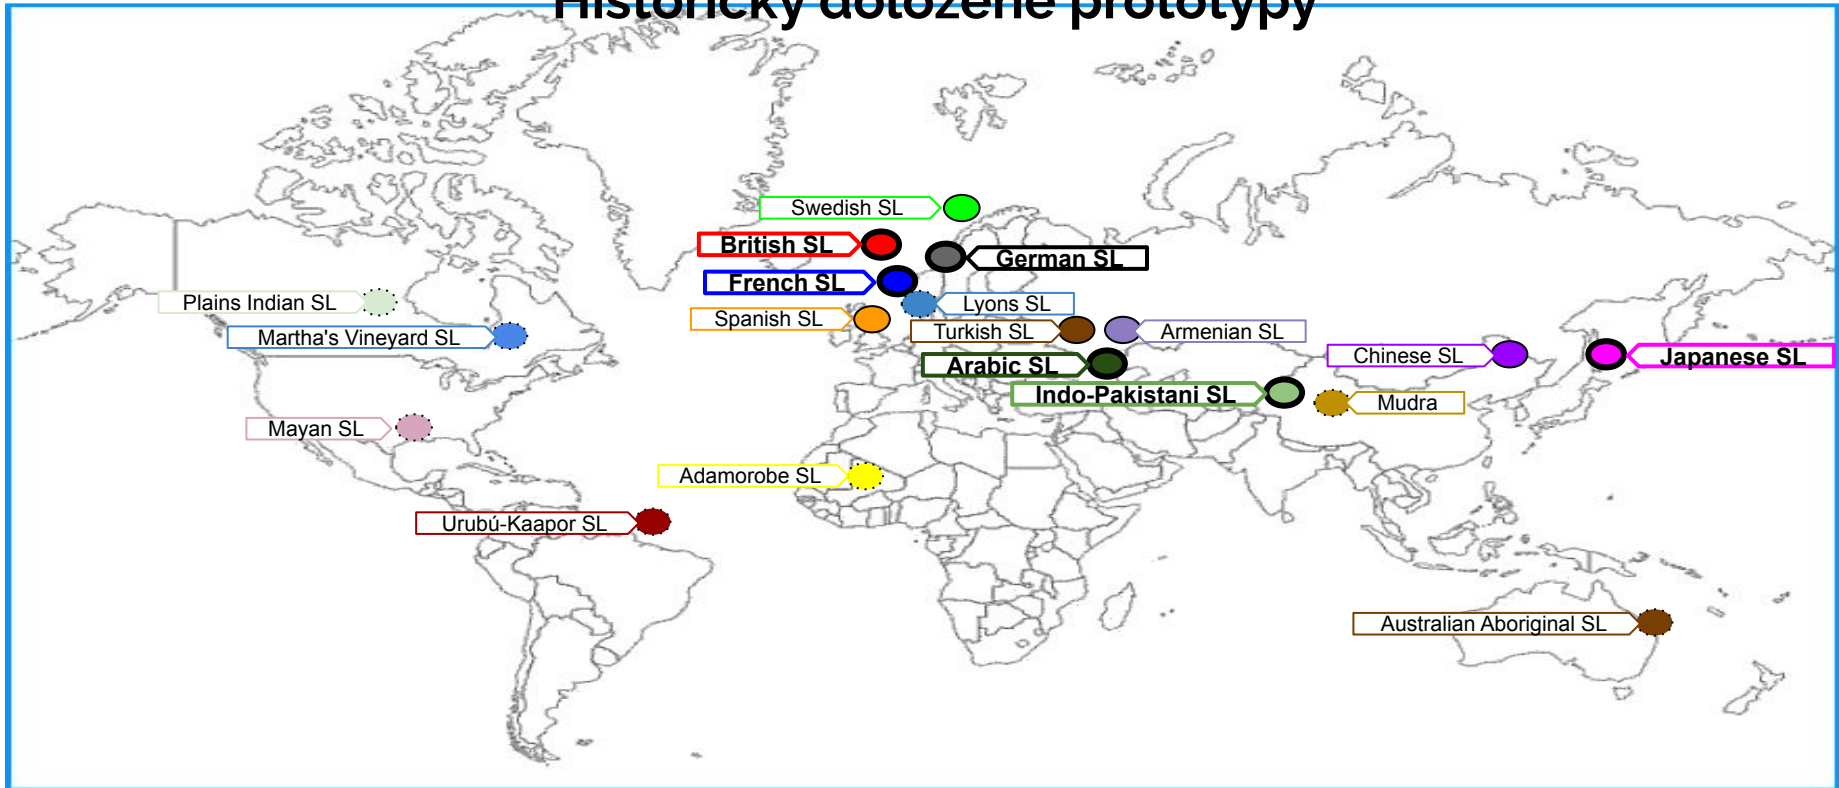 Historicky doložené prototypy
Swedish SL
British SL
German SL
French SL
Plains Indian SL
Lyons SL
Spanish SL
Turkish SL
Armenian SL
Martha's Vineyard SL
Chinese SL
Japanese SL
Arabic SL
Indo-Pakistani SL
Mudra
Mayan SL
Adamorobe SL
Urubú-Kaapor SL
Australian Aboriginal SL